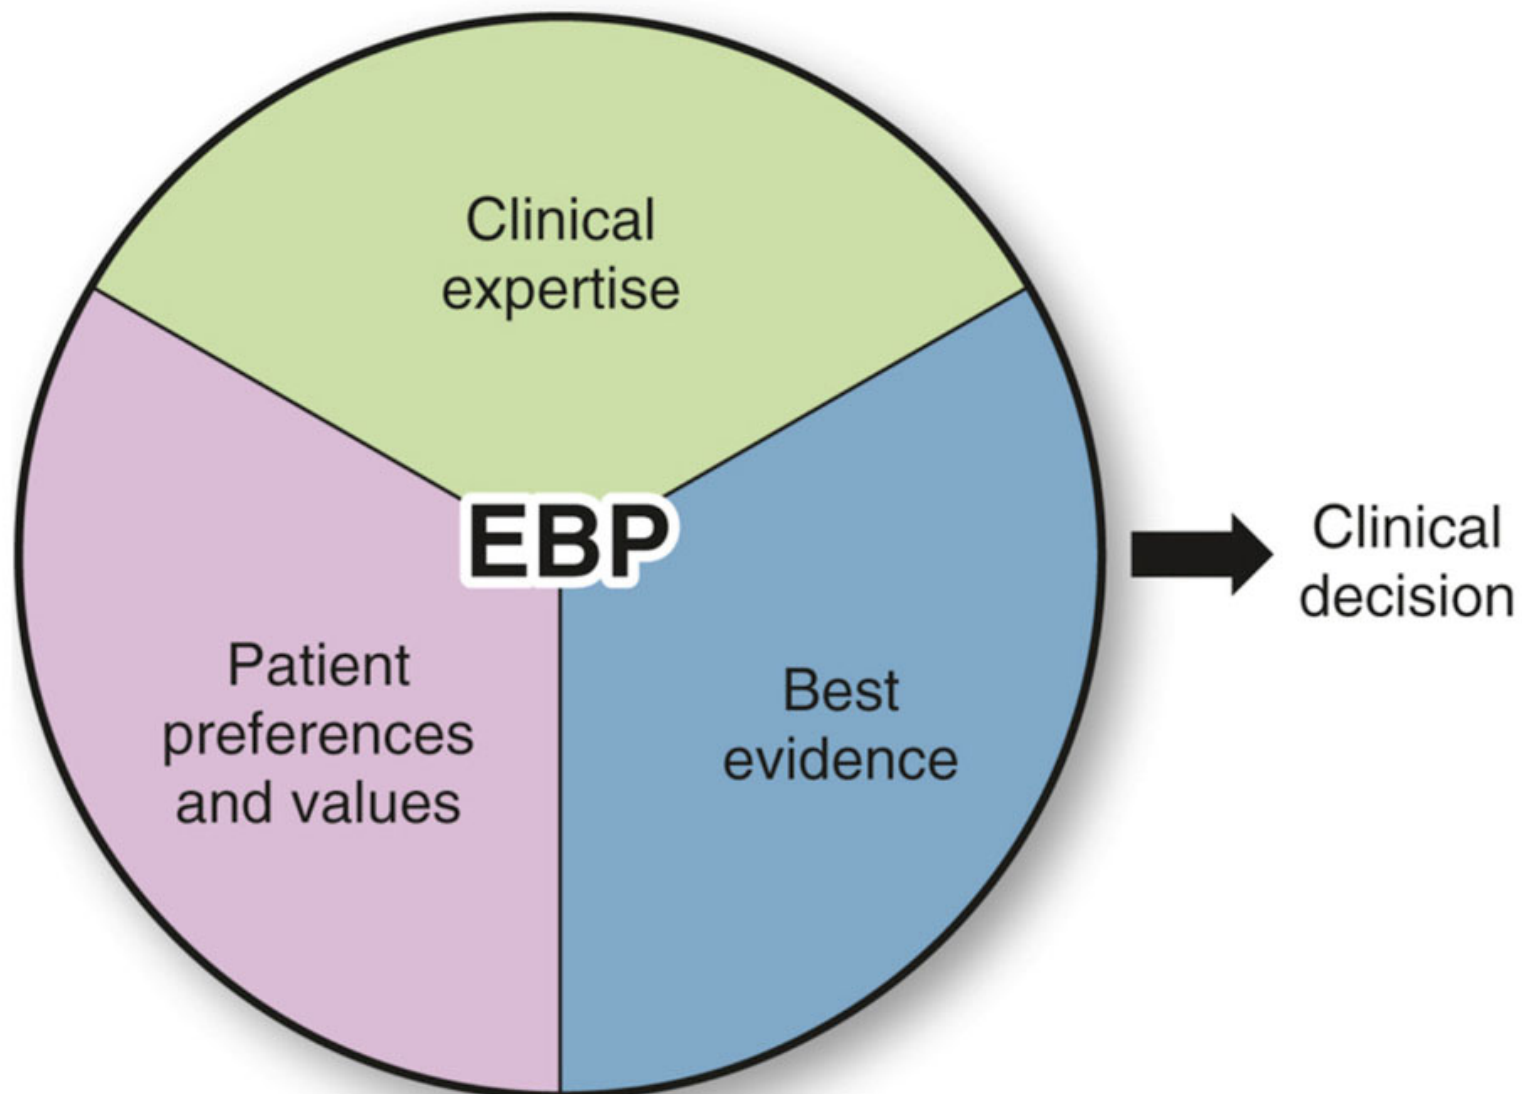 Clinical
expertise
EBP
Patient
preferences
and values
Best
evidence
Clinical
decision